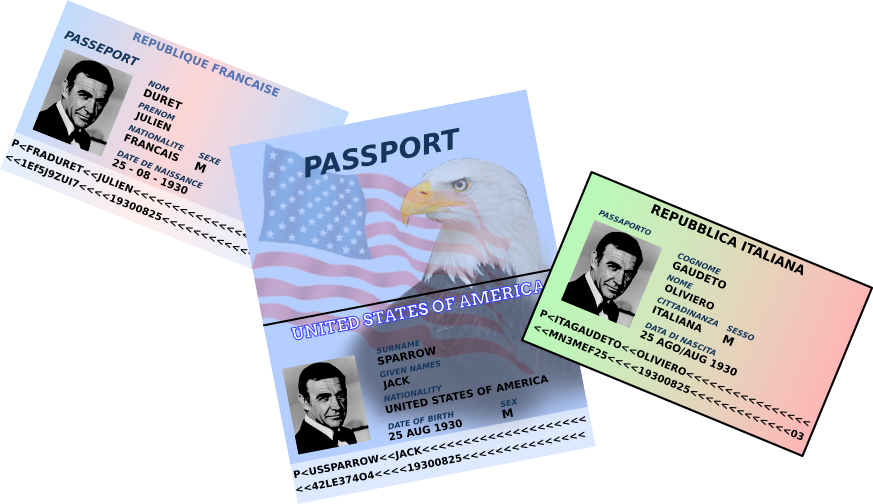 REPUBLIQUE FRANCAISE
PASSEPORT
NOM
DURET
PRENOM
JULIEN
NATIONALITE SEXE
FRANCAIS M
DATE DE NAISSANCE
25 - 08 - 1930
P<FRADURET<<JULIEN<<<<<<<<<<<<<<<
<<1Ef5J9ZUI7<<<<19300825<<<<<<<<<<
PASSPORT
UNITED STATES OF AMERICA
SURNAME
SPARROW
GIVEN NAMES
JACK
NATIONALITY
UNITED STATES OF AMERICA
DATE OF BIRTH SEX
25 AUG 1930 M
P<USSPARROW<<JACK<<<<<<<<<<<<<<<<<<<<<
<<42LE374O4<<<<19300825<<<<<<<<<<<<<<<<
REPUBBLICA ITALIANA
PASSAPORTO
COGNOME
GAUDETO
NOME
OLIVIERO
CITTADINANZA SESSO
ITALIANA M
DATA DI NASCITA
25 AGO/AUG 1930
P<ITAGAUDETO<<OLIVIERO<<<<<<<<<<<<<<<<
<<MN3MEF25<<<<19300825<<<<<<<<<<<<<03